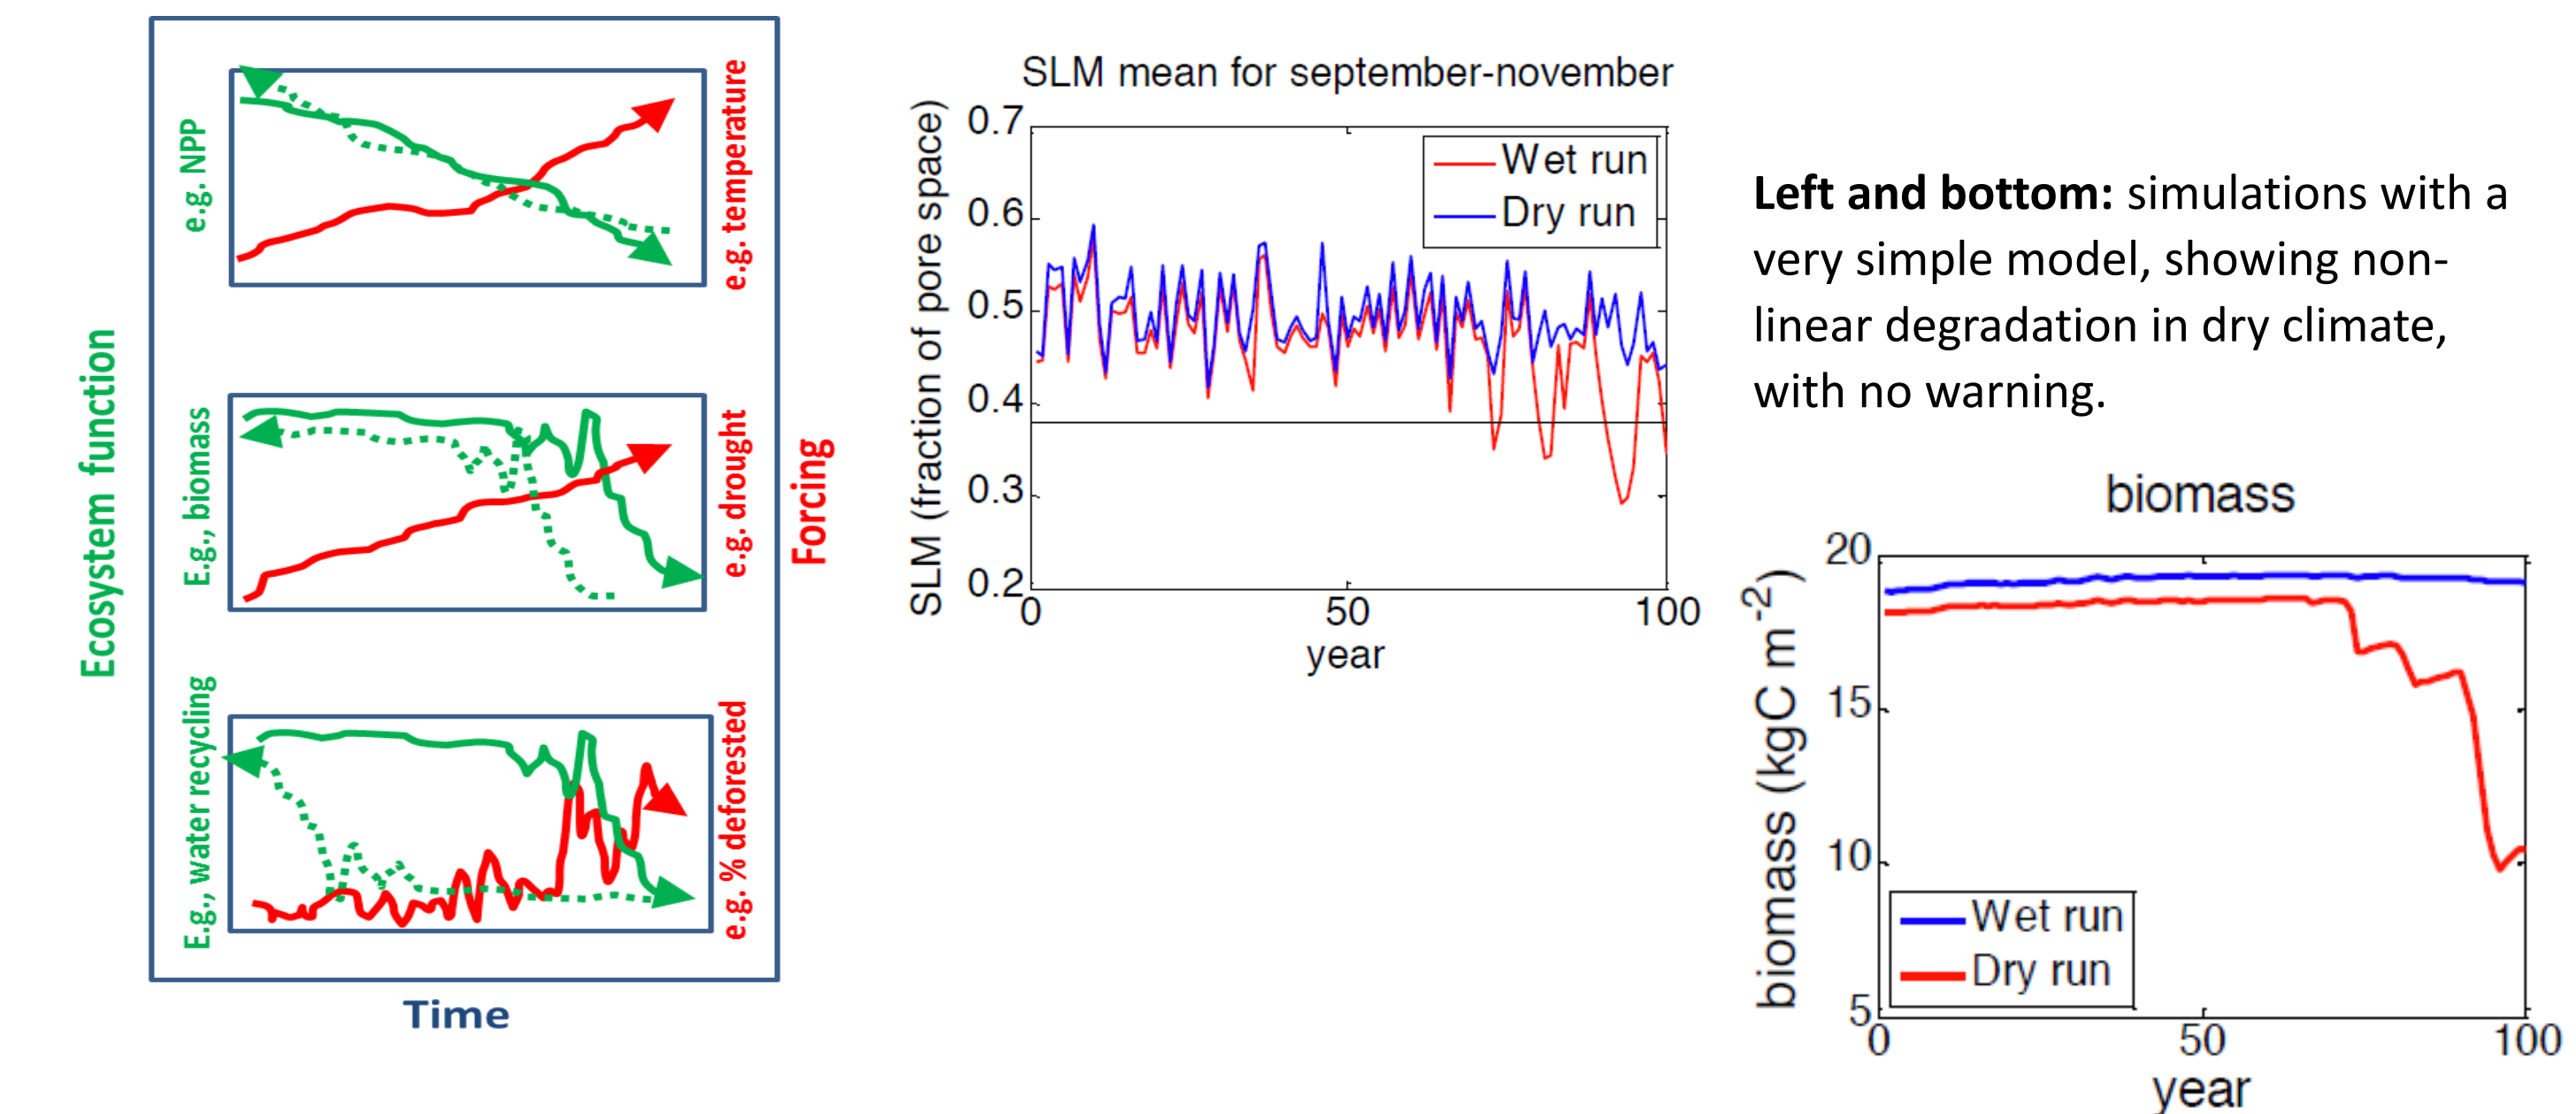 Ecosystem function
e.g. NPP
e.g. temperature
E.g., biomass
e.g. drought
Forcing
E.g., water recycling
e.g. % deforested
Time
SLM mean for september-november
SLM (fraction of pore space)
0.7
0.6
0.5
0.4
0.3
0.2
Wet run
Dry run
0 50 100
year
Left and bottom: simulations with a
very simple model, showing non-
linear degradation in dry climate,
with no warning.
biomass
biomass (kgC m-2)
20
15
10
5
Wet run
Dry run
0 50 100
year